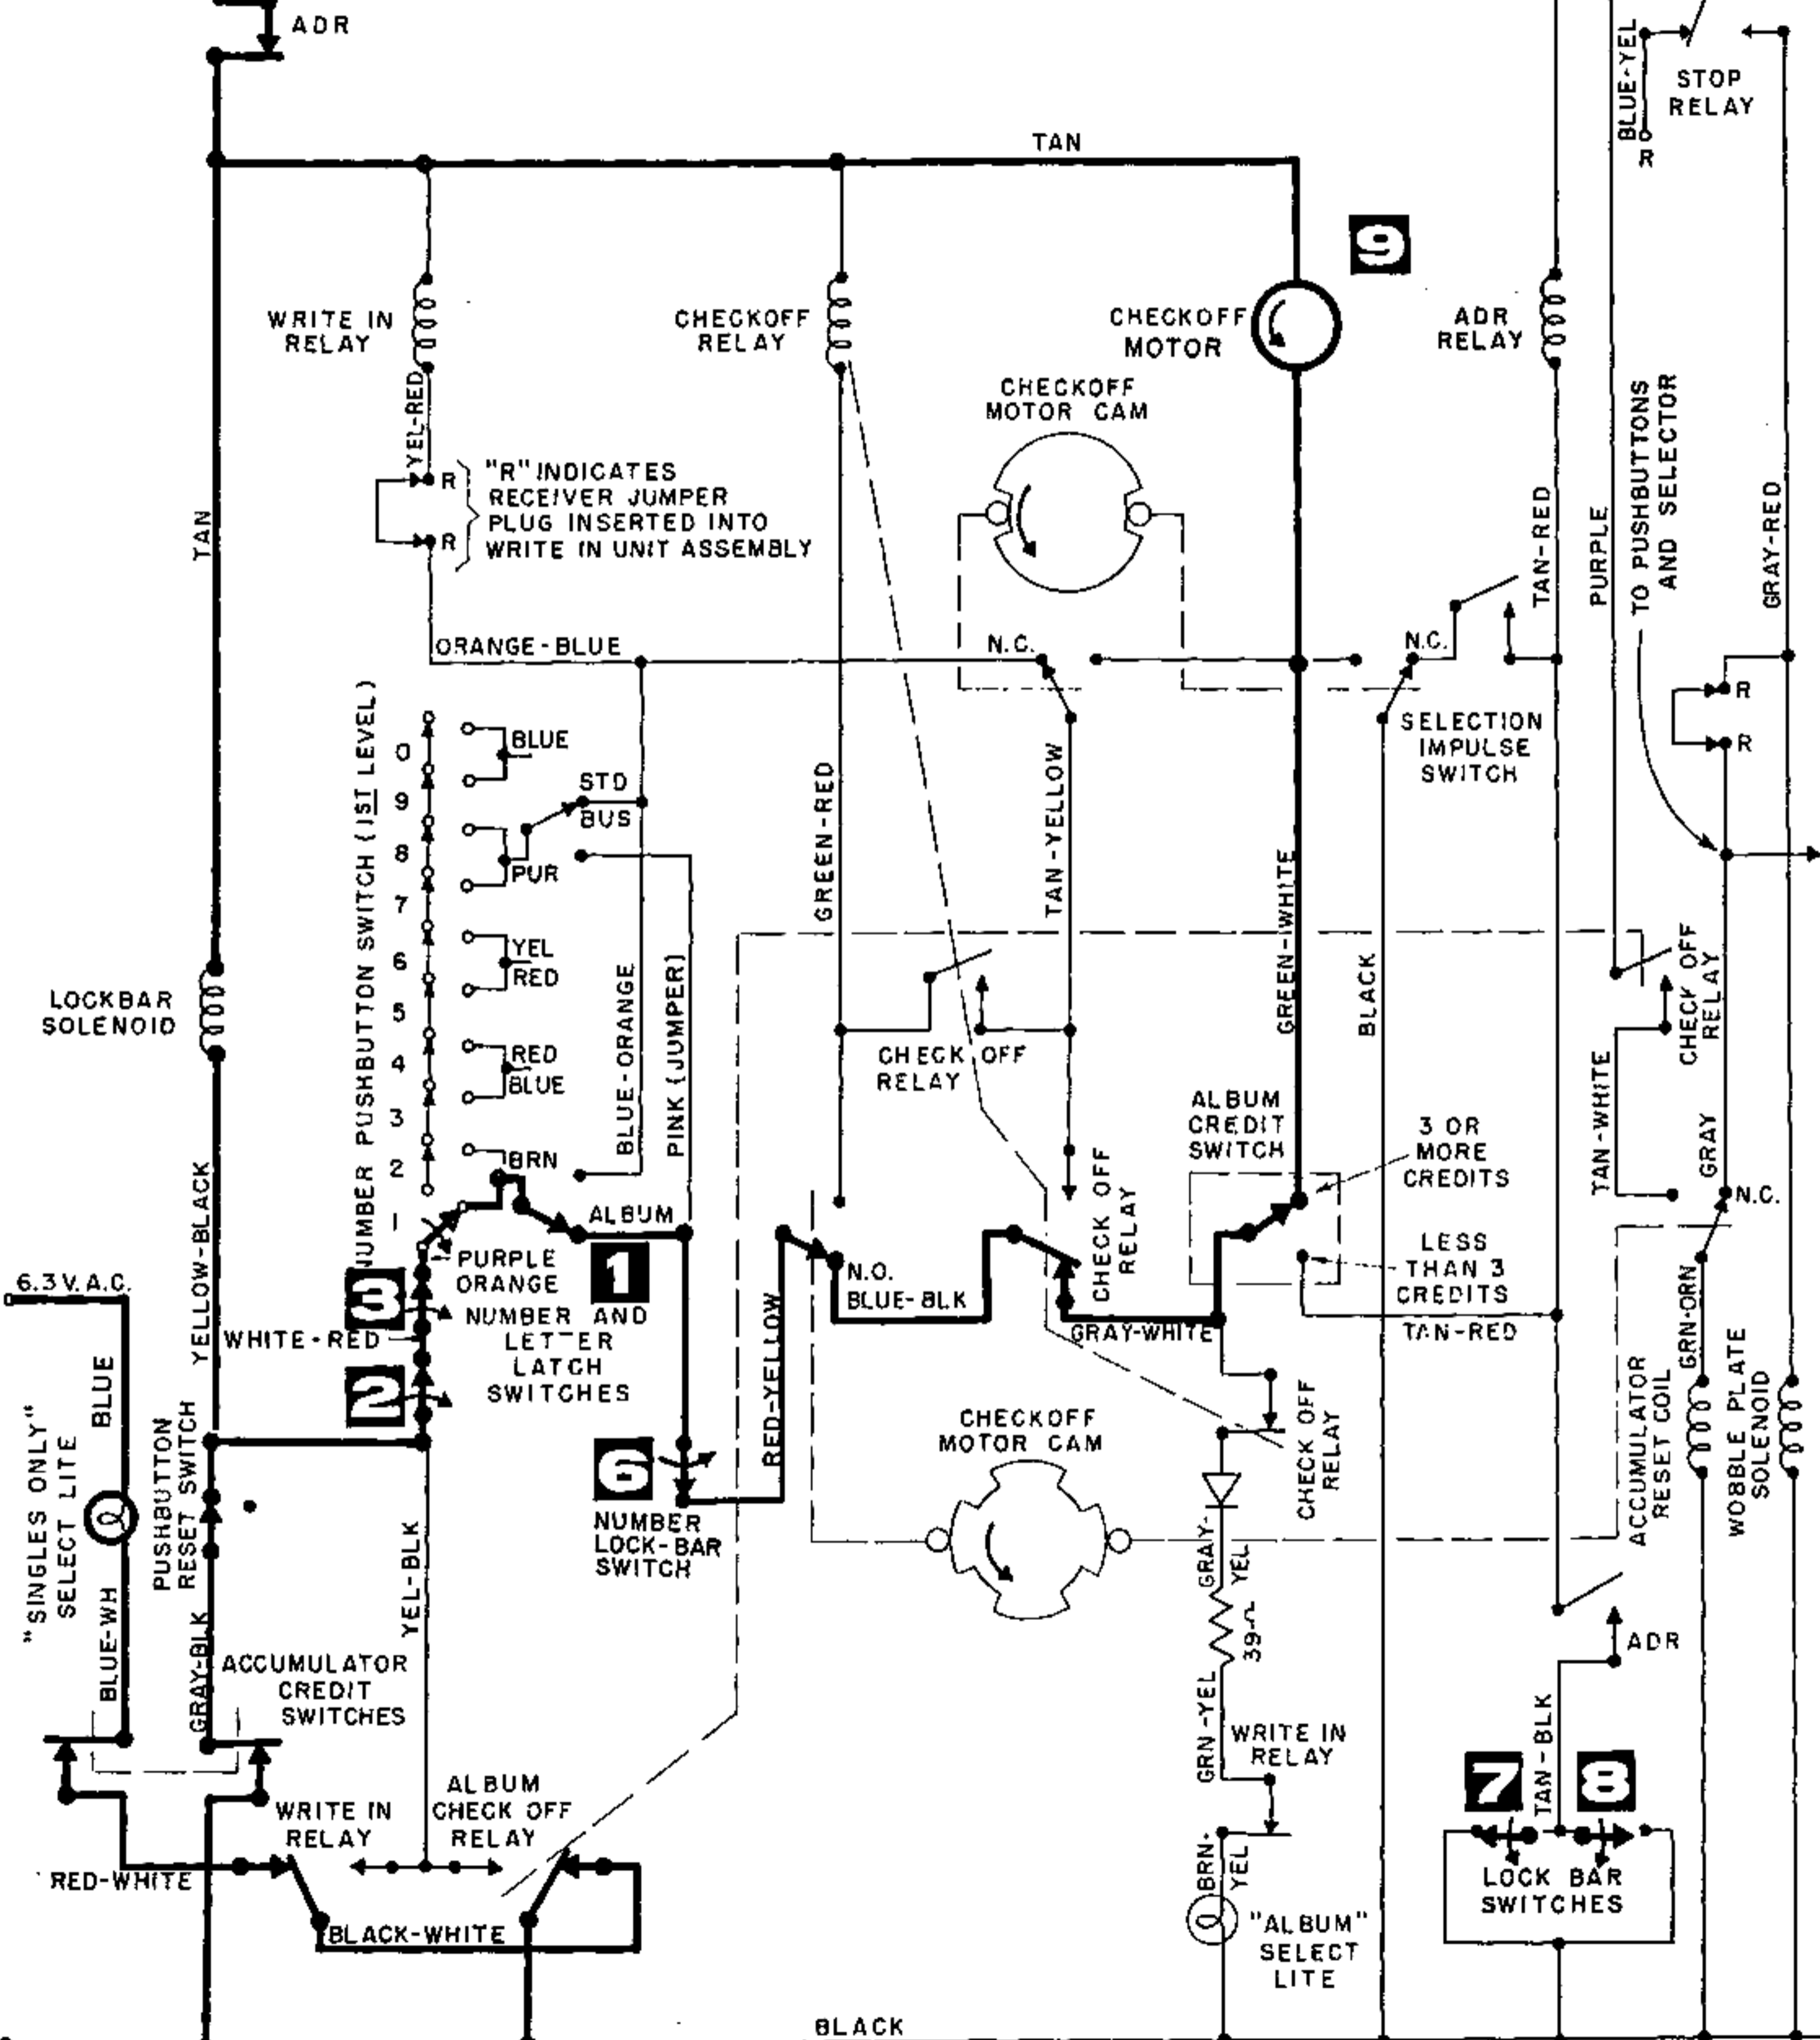 ADR
BLUE-YEL
R
STOP
RELAY
TAN
9
WRITE IN
RELAY
CHECKOFF
RELAY
CHECKOFF
MOTOR
ADR
RELAY
CHECKOFF
MOTOR CAM
YEL-RED
R
R
"R" INDICATES
RECEIVER JUMPER
PLUG INSERTED INTO
WRITE IN UNIT ASSEMBLY
TAN
TAN-RED
PURPLE
TO PUSHBUTTONS
AND SELECTOR
GRAY-RED
ORANGE-BLUE
N.C.
N.C.
SELECTION
IMPULSE
SWITCH
R
R
NUMBER PUSHBUTTON SWITCH (1ST LEVEL)
0
9
8
7
6
5
4
3
2
1
BLUE
STD
BUS
PUR
YEL
RED
RED
BLUE
BRN
ALBUM
BLUE-ORANGE
PINK (JUMPER)
GREEN-RED
TAN-YELLOW
GREEN-WHITE
BLACK
LOCKBAR
SOLENOID
CHECK OFF
RELAY
CHECK OFF
RELAY
TAN-WHITE
GRAY
N.C.
ALBUM
CREDIT
SWITCH
3 OR
MORE
CREDITS
LESS
THAN 3
CREDITS
TAN-RED
CHECK OFF
RELAY
YELLOW-BLACK
6.3 V.A.C.
PURPLE
ORANGE
1
3
NUMBER AND
LETTER
LATCH
SWITCHES
WHITE-RED
2
N.O.
BLUE-BLK
GRAY-WHITE
RED-YELLOW
GRN-ORN
ACCUMULATOR
RESET COIL
WOBBLE PLATE
SOLENOID
"SINGLES ONLY"
SELECT LITE
BLUE
PUSHBUTTON
RESET SWITCH
6
NUMBER
LOCK-BAR
SWITCH
CHECKOFF
MOTOR CAM
CHECK OFF
RELAY
GRAY-
YEL
39-Ω
YEL-BLK
BLUE-WH
GRAY-BLK
ACCUMULATOR
CREDIT
SWITCHES
ADR
GRN-YEL
WRITE IN
RELAY
TAN-BLK
7
8
WRITE IN
RELAY
ALBUM
CHECK OFF
RELAY
RED-WHITE
BLACK-WHITE
BRN-
YEL
"ALBUM"
SELECT
LITE
LOCK BAR
SWITCHES
BLACK